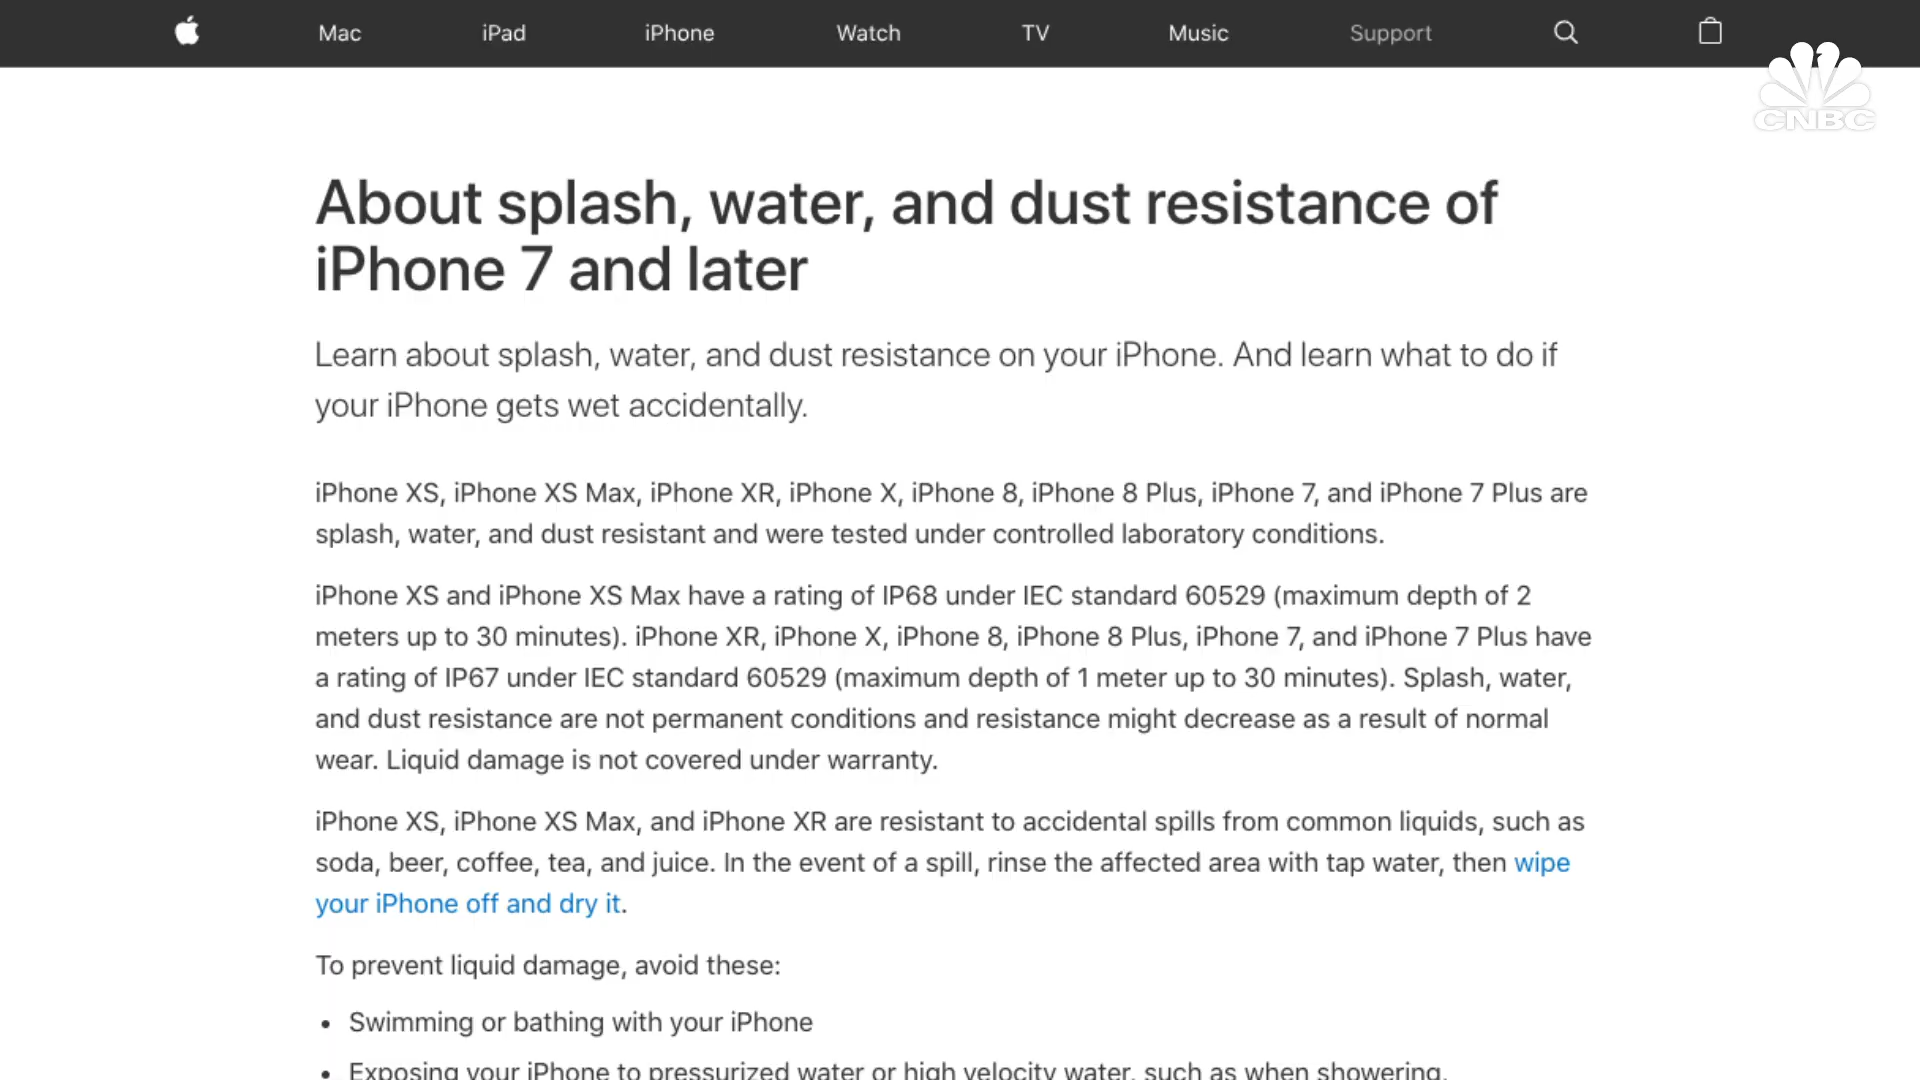 Mac iPad iPhone Watch TV Music Support
CNBC
About splash, water, and dust resistance of
iPhone 7 and later
Learn about splash, water, and dust resistance on your iPhone. And learn what to do if
your iPhone gets wet accidentally.
iPhone XS, iPhone XS Max, iPhone XR, iPhone X, iPhone 8, iPhone 8 Plus, iPhone 7, and iPhone 7 Plus are
splash, water, and dust resistant and were tested under controlled laboratory conditions.
iPhone XS and iPhone XS Max have a rating of IP68 under IEC standard 60529 (maximum depth of 2
meters up to 30 minutes). iPhone XR, iPhone X, iPhone 8, iPhone 8 Plus, iPhone 7, and iPhone 7 Plus have
a rating of IP67 under IEC standard 60529 (maximum depth of 1 meter up to 30 minutes). Splash, water,
and dust resistance are not permanent conditions and resistance might decrease as a result of normal
wear. Liquid damage is not covered under warranty.
iPhone XS, iPhone XS Max, and iPhone XR are resistant to accidental spills from common liquids, such as
soda, beer, coffee, tea, and juice. In the event of a spill, rinse the affected area with tap water, then wipe
your iPhone off and dry it.
To prevent liquid damage, avoid these:
• Swimming or bathing with your iPhone
• Exposing your iPhone to pressurized water or high velocity water, such as when showering,